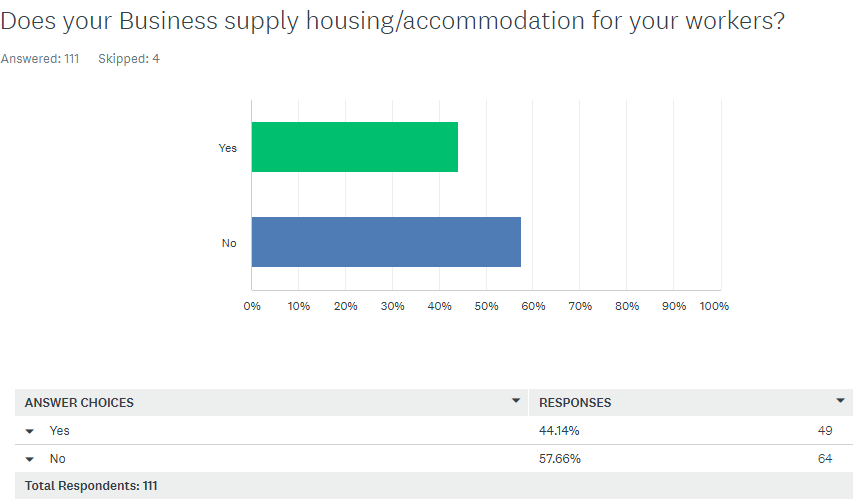 Does your Business supply housing/accommodation for your workers?
Answered: 111 Skipped: 4
Yes
No
0% 10% 20% 30% 40% 50% 60% 70% 80% 90% 100%
ANSWER CHOICES RESPONSES
Yes 44.14% 49
No 57.66% 64
Total Respondents: 111